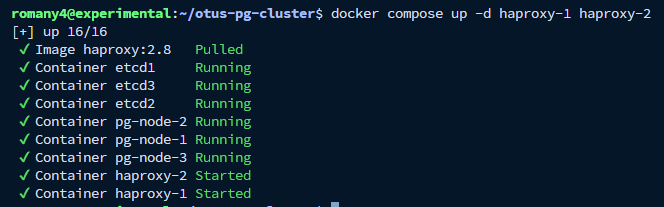 romany4@experimental:~/otus-pg-cluster$ docker compose up -d haproxy-1 haproxy-2
[+] up 16/16
✓ Image haproxy:2.8 Pulled
✓ Container etcd1 Running
✓ Container etcd3 Running
✓ Container etcd2 Running
✓ Container pg-node-2 Running
✓ Container pg-node-1 Running
✓ Container pg-node-3 Running
✓ Container haproxy-2 Started
✓ Container haproxy-1 Started